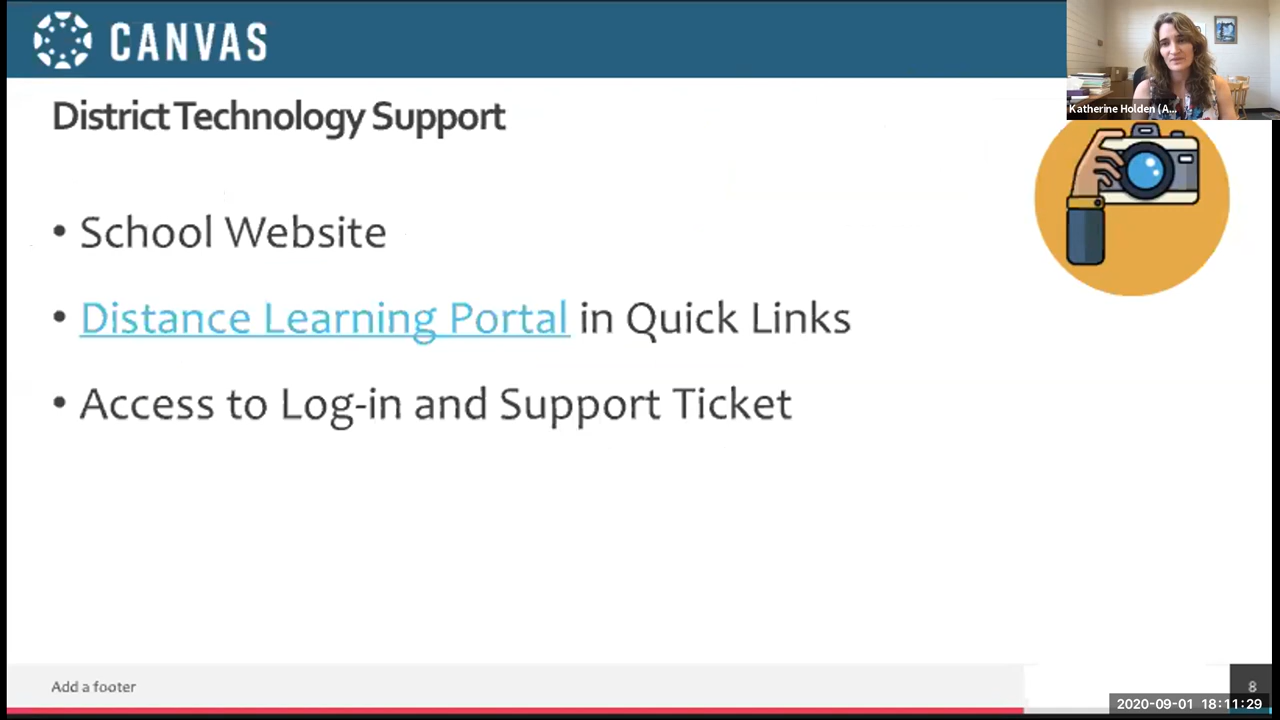 CANVAS
Katherine Holden (A...
District Technology Support
• School Website
• Distance Learning Portal in Quick Links
• Access to Log-in and Support Ticket
Add a footer
8
2020-09-01 18:11:29